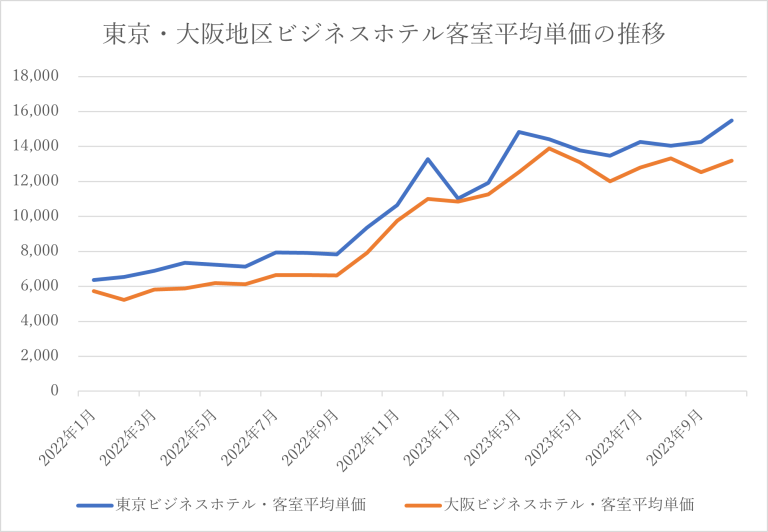 東京・大阪地区ビジネスホテル客室平均単価の推移
18,000
16,000
14,000
12,000
10,000
8,000
6,000
4,000
2,000
0
2022年1月
2022年3月
2022年5月
2022年7月
2022年9月
2022年11月
2023年1月
2023年3月
2023年5月
2023年7月
2023年9月
東京ビジネスホテル・客室平均単価
大阪ビジネスホテル・客室平均単価